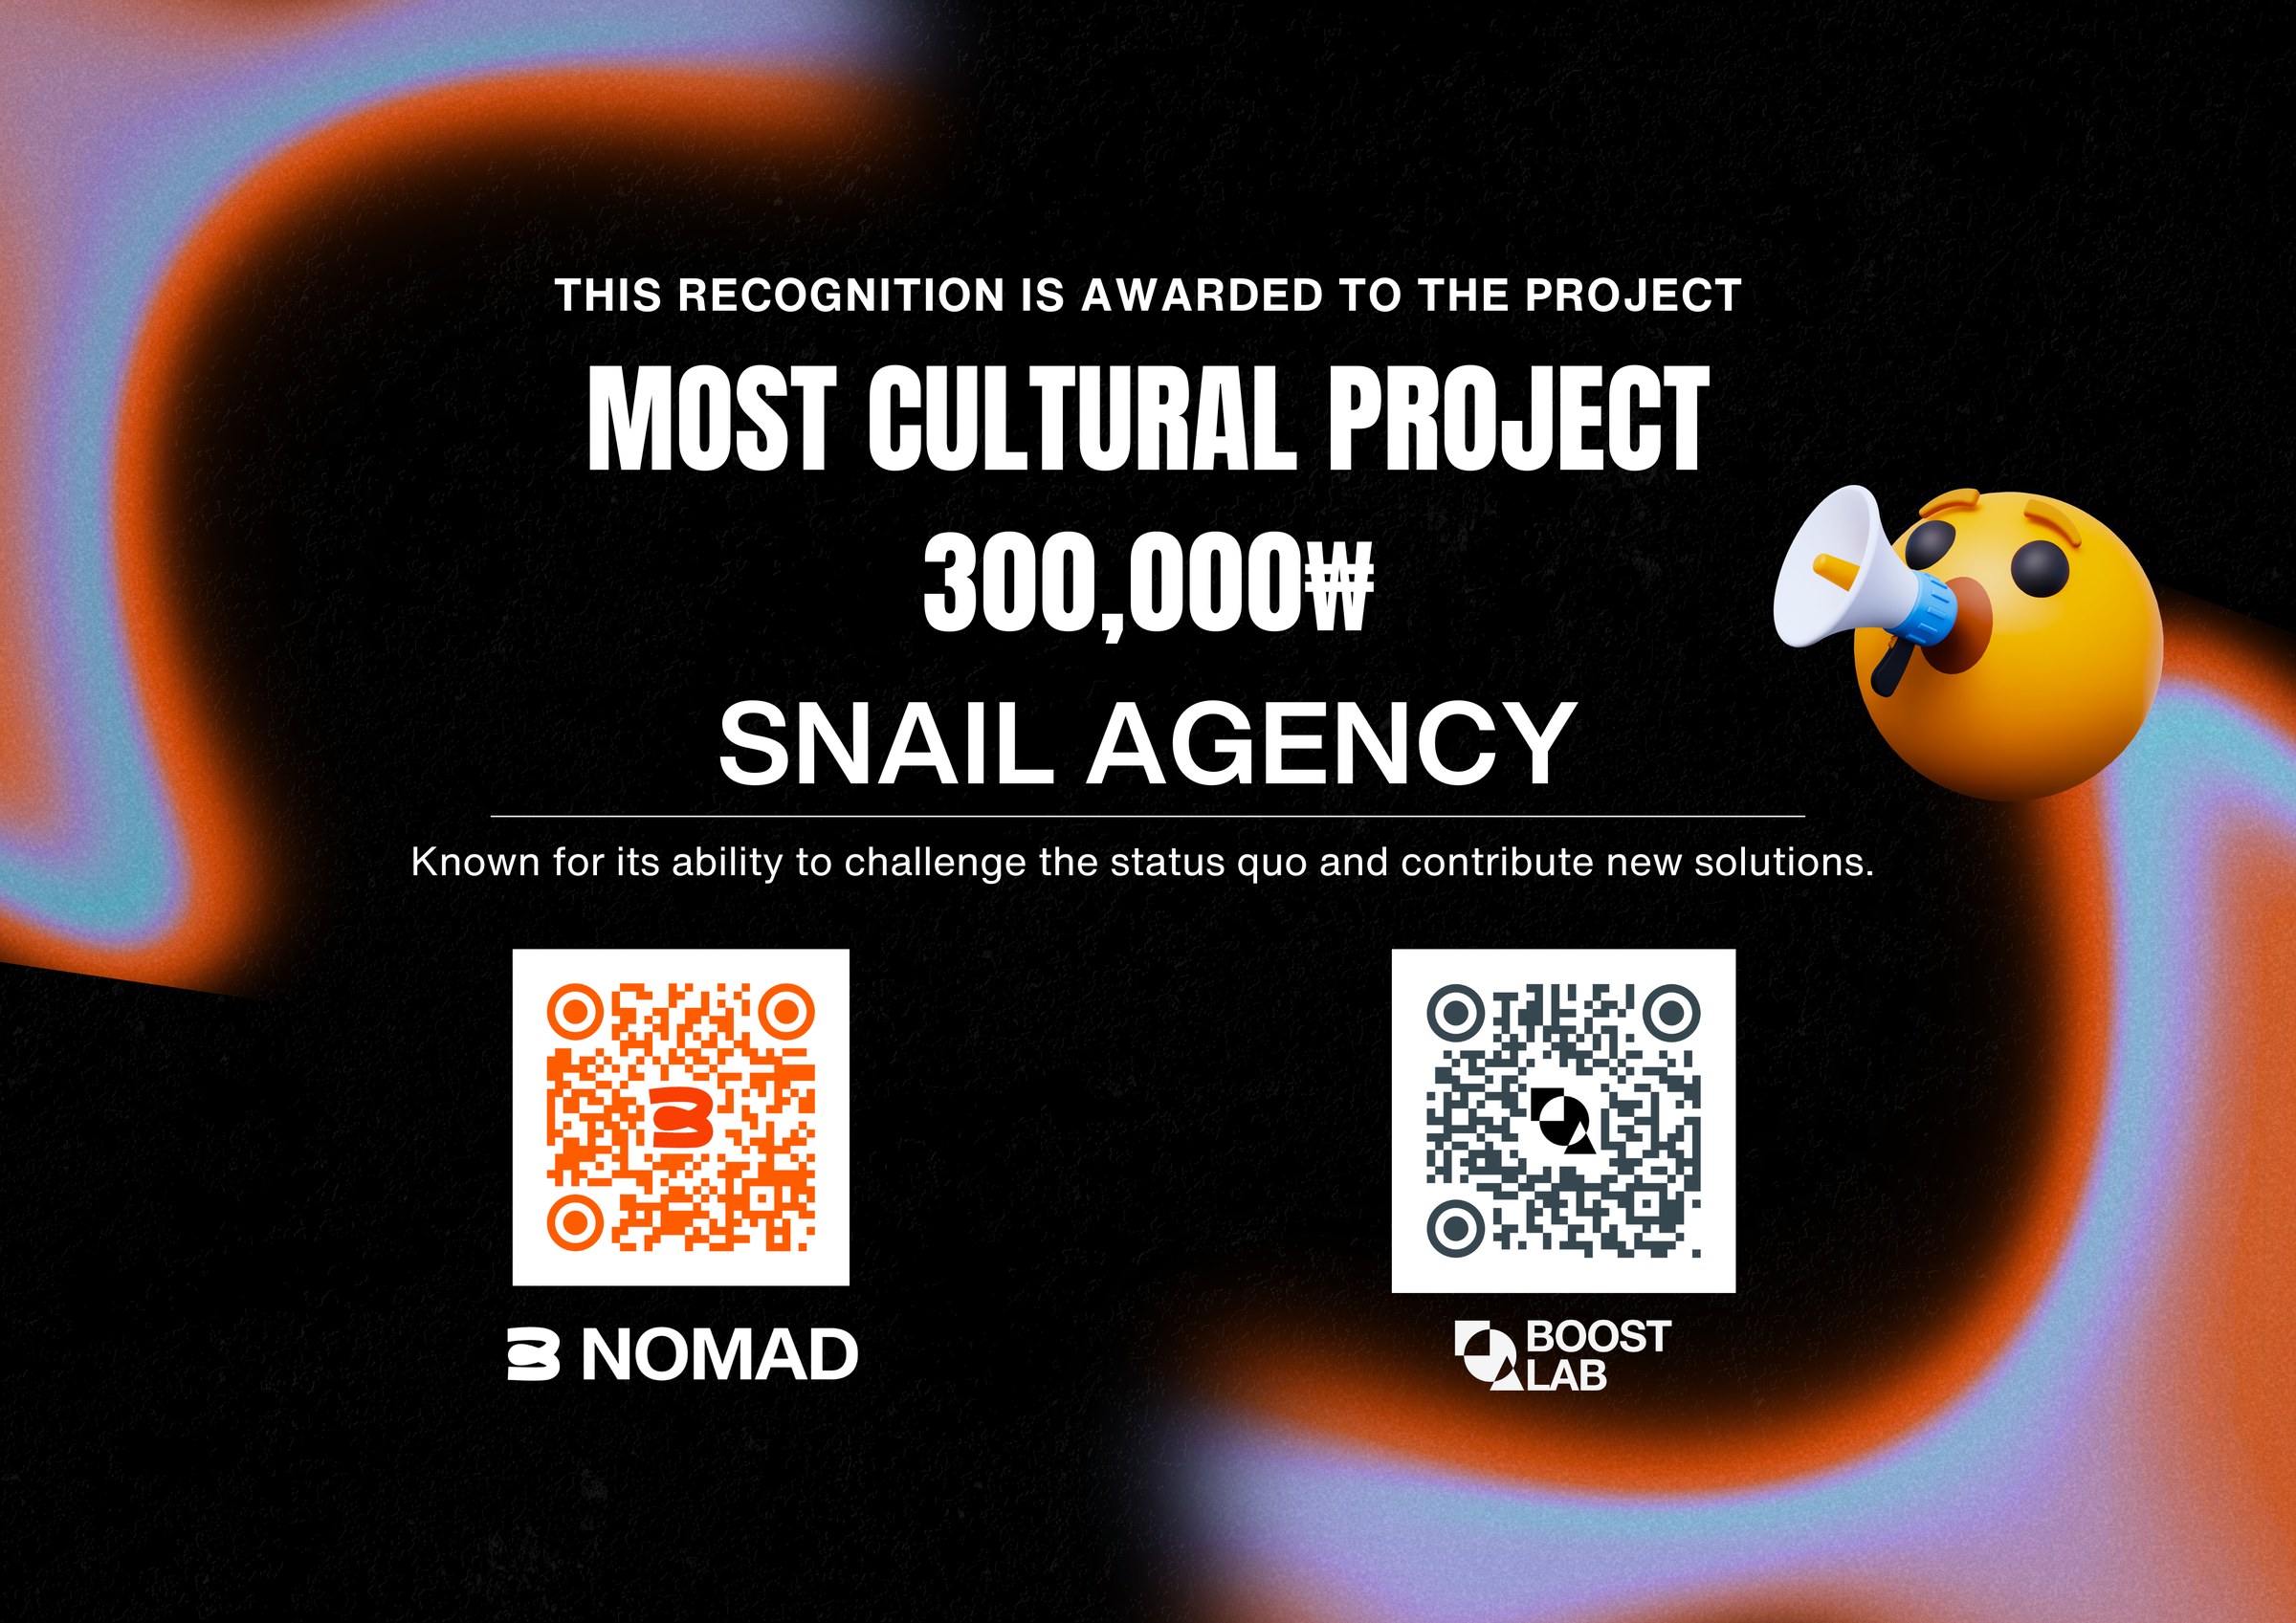 THIS RECOGNITION IS AWARDED TO THE PROJECT
MOST CULTURAL PROJECT
300,000₩
SNAIL AGENCY
Known for its ability to challenge the status quo and contribute new solutions.
NOMAD
BOOST
LAB